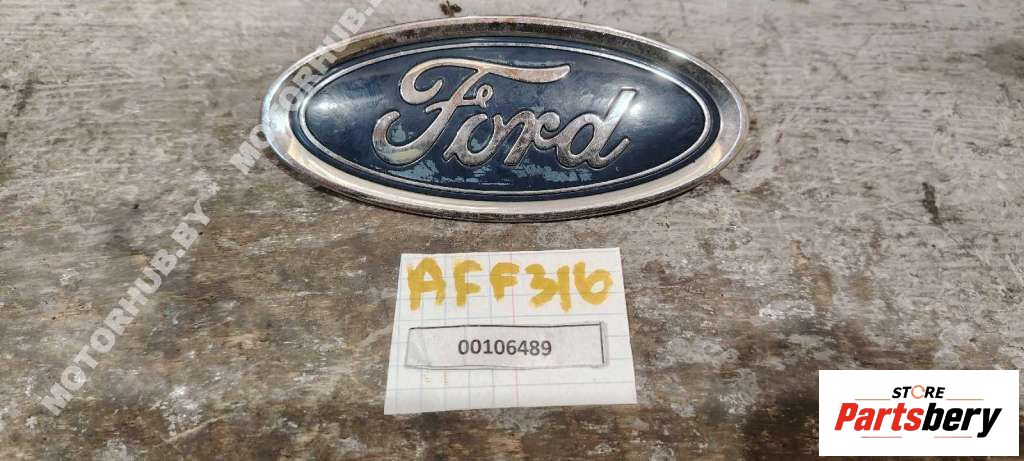 MOTORHUB.BY
MOTORHUB.BY
Ford
AFF316
00106489
STORE
Partsbery